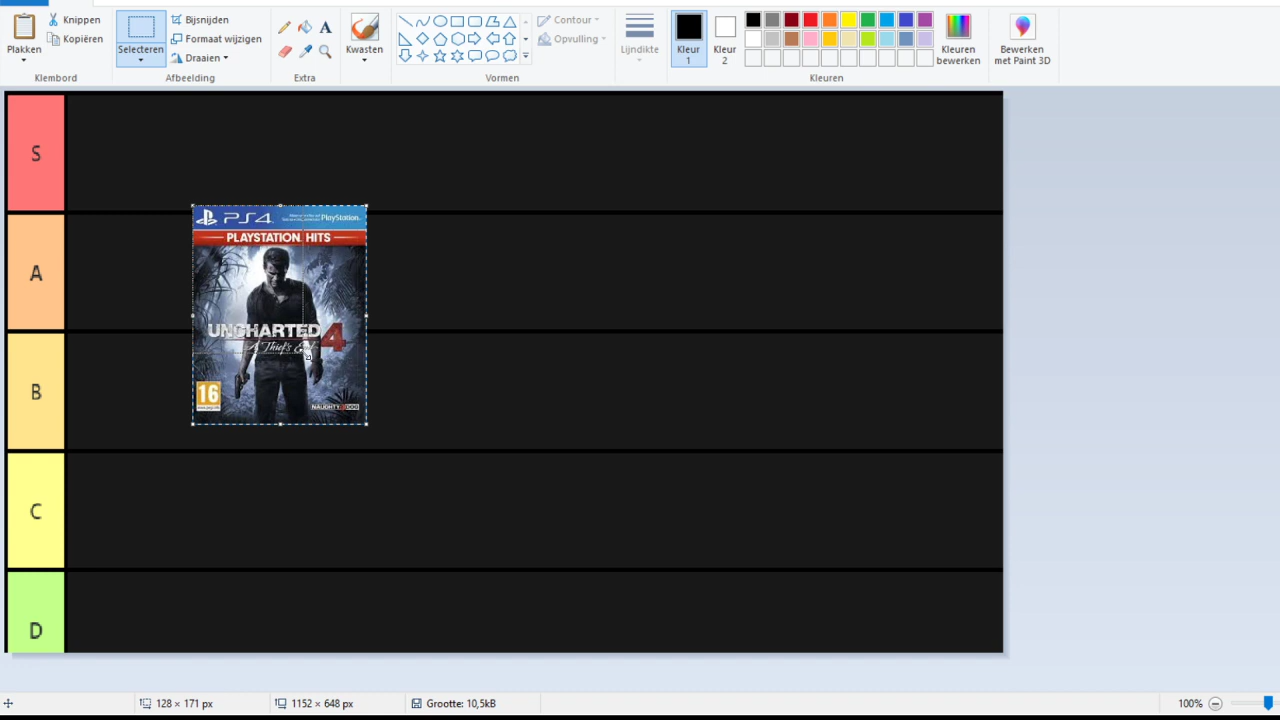 Plakken
Knippen
Kopiëren
Klembord
Selecteren
Bijsnijden
Formaat wijzigen
Draaien
Afbeelding
A
Extra
Kwasten
Vormen
Contour
Opvulling
Lijndikte
Kleur
1
Kleur
2
Kleuren
bewerken
Kleuren
Bewerken
met Paint 3D
S
A
B
C
D
PS4
PlayStation.
PLAYSTATION HITS
UNCHARTED 4
A Thief's End
16
NAUGHTY DOG
128 × 171 px
1152 × 648 px
Grootte: 10,5kB
100%